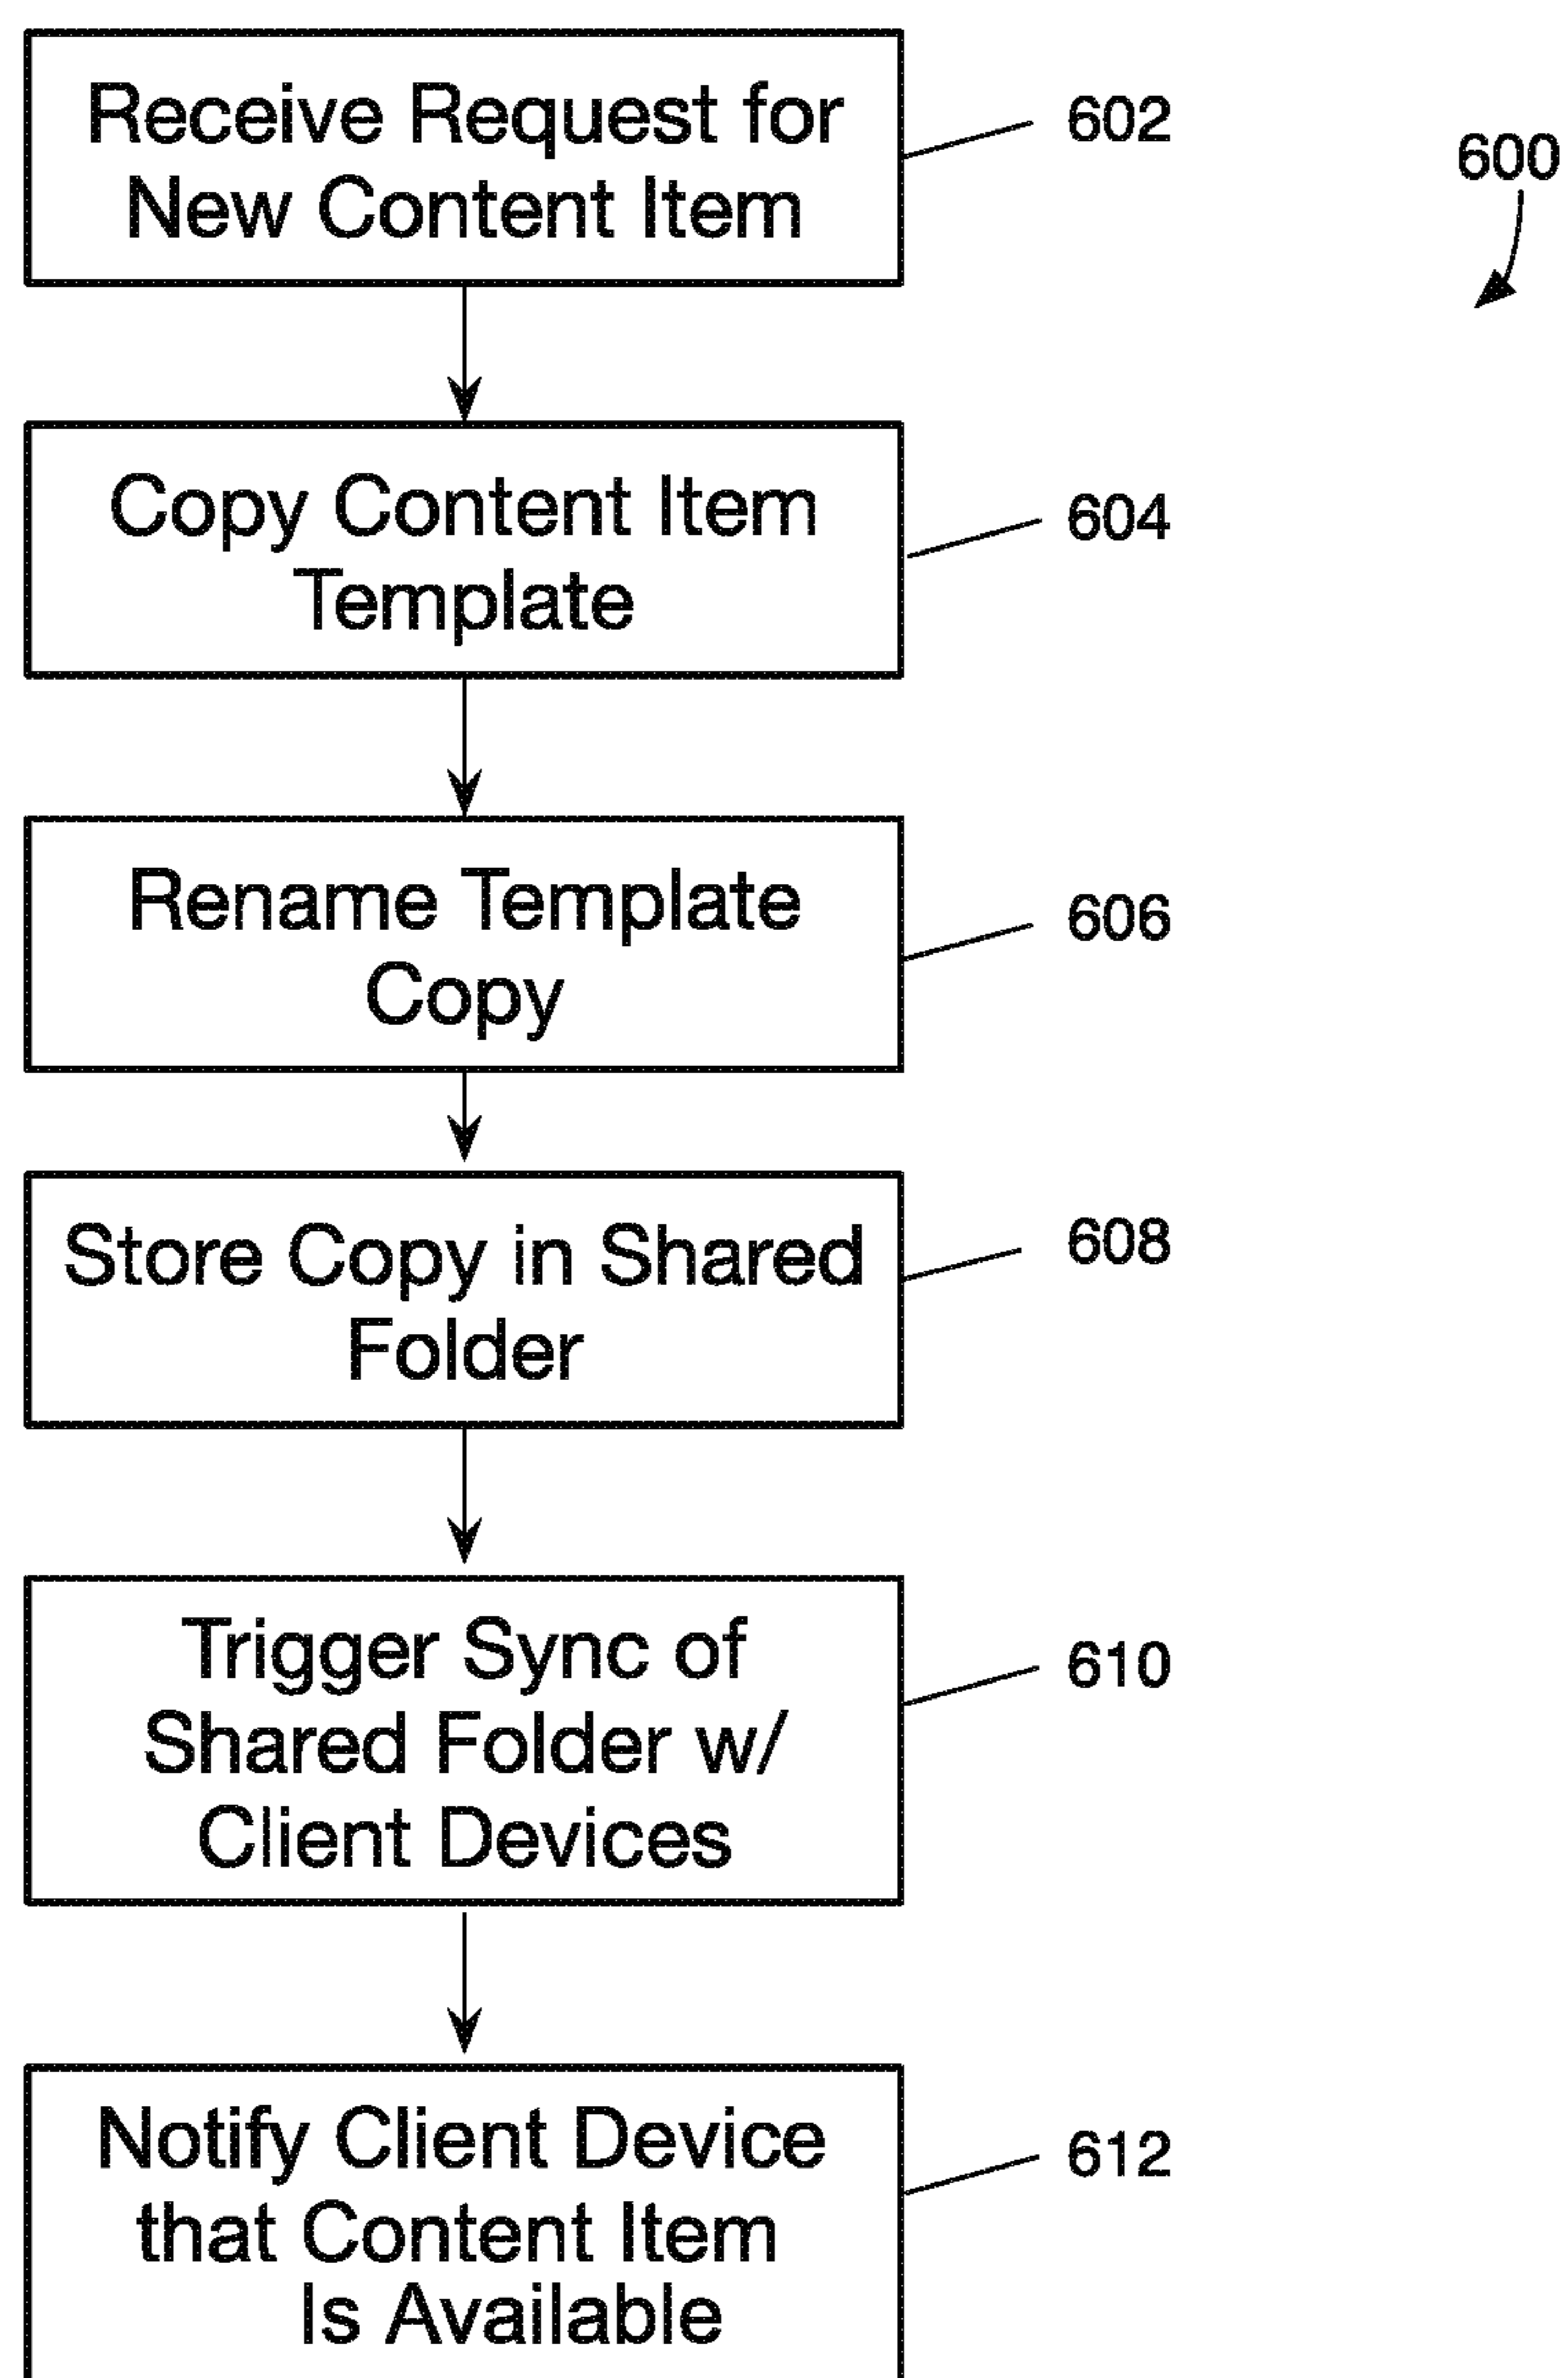 Receive Request for
New Content Item
602
600
Copy Content Item
Template
604
Rename Template
Copy
606
Store Copy in Shared
Folder
608
Trigger Sync of
Shared Folder w/
Client Devices
610
Notify Client Device
that Content Item
Is Available
612